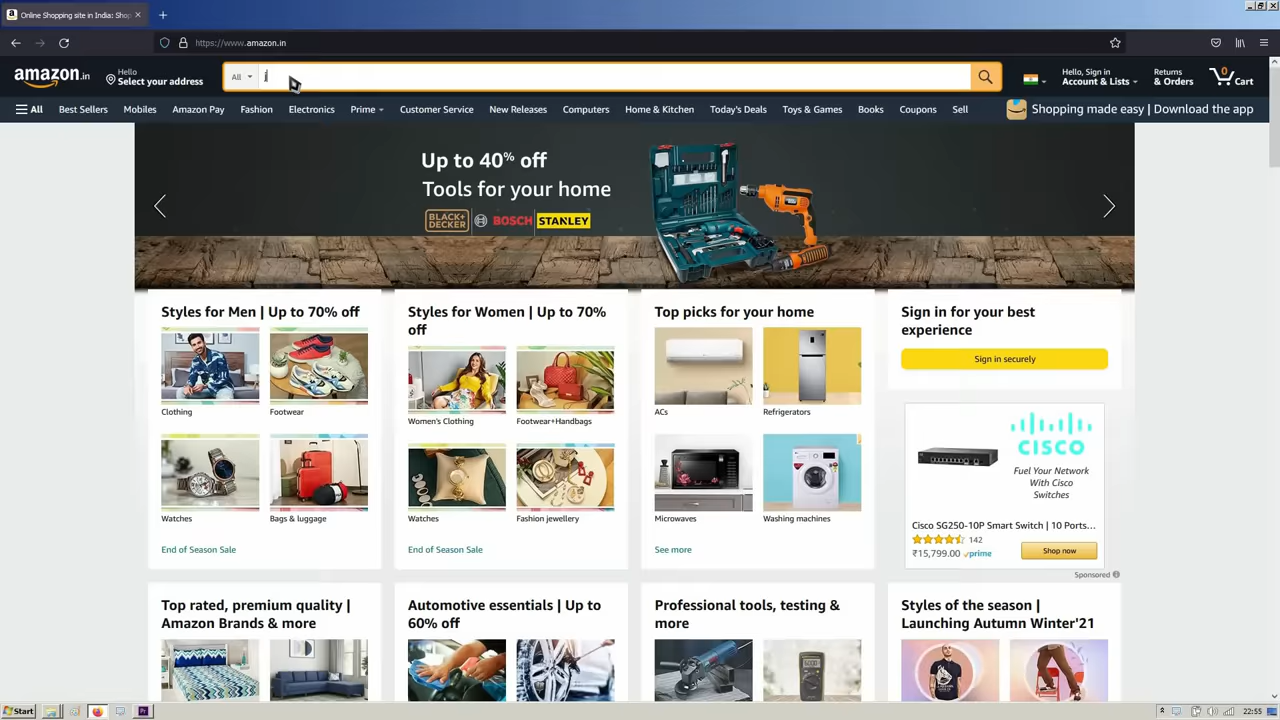 Online Shopping site in India: Shop
https://www.amazon.in
amazon.in
Hello
Select your address
All
Hello, Sign in
Account & Lists
Returns
& Orders
0
Cart
All
Best Sellers
Mobiles
Amazon Pay
Fashion
Electronics
Prime
Customer Service
New Releases
Home & Kitchen
Computers
Today's Deals
Toys & Games
Books
Coupons
Sell
Shopping made easy | Download the app
Up to 40% off
Tools for your home
BLACK+
DECKER
BOSCH
STANLEY
Styles for Men | Up to 70% off
Clothing
Footwear
Watches
Bags & luggage
End of Season Sale
Styles for Women | Up to 70%
off
Women's Clothing
Footwear+Handbags
Watches
Fashion jewellery
End of Season Sale
Top picks for your home
ACs
Refrigerators
Microwaves
Washing machines
See more
Sign in for your best
experience
Sign in securely
CISCO
Fuel Your Network
With Cisco
Switches
Cisco SG250-10P Smart Switch | 10 Ports...
142
₹15,799.00 prime
Shop now
Sponsored
Top rated, premium quality |
Amazon Brands & more
Automotive essentials | Up to
60% off
Professional tools, testing &
more
Styles of the season |
Launching Autumn Winter'21
Start
Pr
22:55